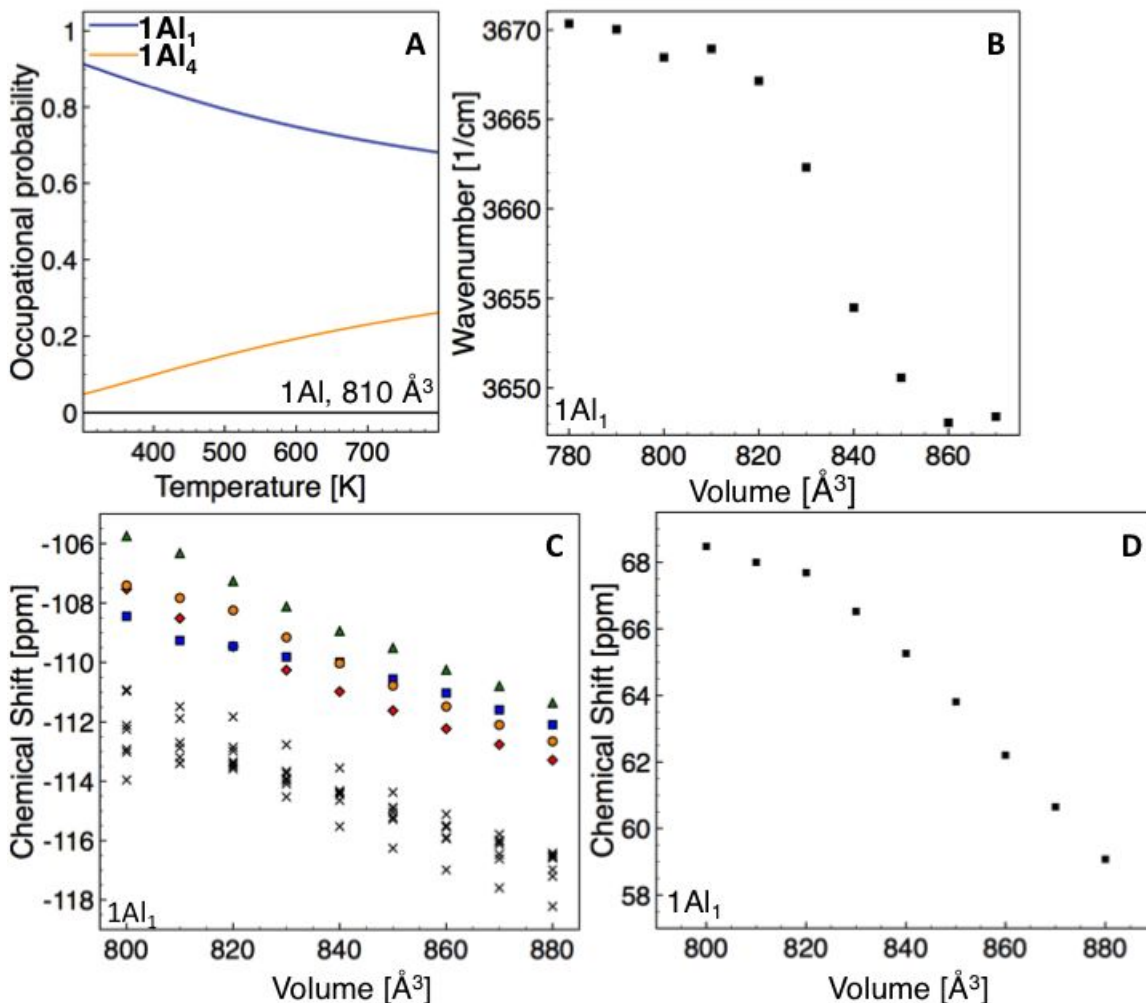 1Al₁
1Al₄
A
1
0.8
0.6
0.4
0.2
0
Occupational probability
1Al, 810 Å³
400 500 600 700
Temperature [K]
B
3670
3665
3660
3655
3650
Wavenumber [1/cm]
1Al₁
780 800 820 840 860
Volume [Å³]
C
-106
-108
-110
-112
-114
-116
-118
Chemical Shift [ppm]
1Al₁
800 820 840 860 880
Volume [Å³]
D
68
66
64
62
60
58
Chemical Shift [ppm]
1Al₁
800 820 840 860 880
Volume [Å³]